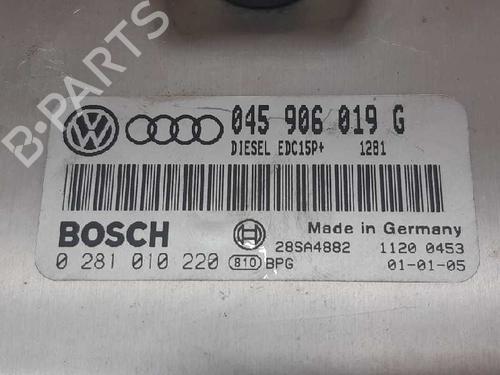 045 906 019 G
DIESEL EDC15P+ 1281
BOSCH
Made in Germany
28SA4882 1120 0453
0 281 010 220 810 BPG 01-01-05
B-PARTS